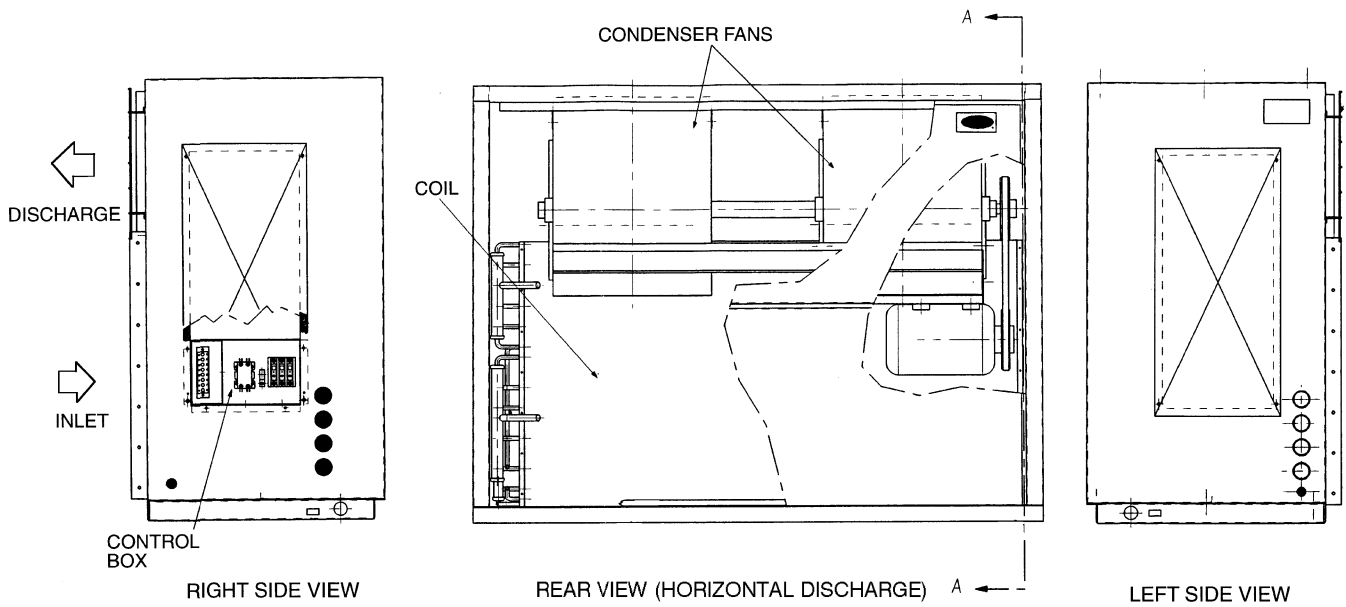 A
CONDENSER FANS
COIL
DISCHARGE
INLET
CONTROL
BOX
RIGHT SIDE VIEW
REAR VIEW (HORIZONTAL DISCHARGE)
A
LEFT SIDE VIEW